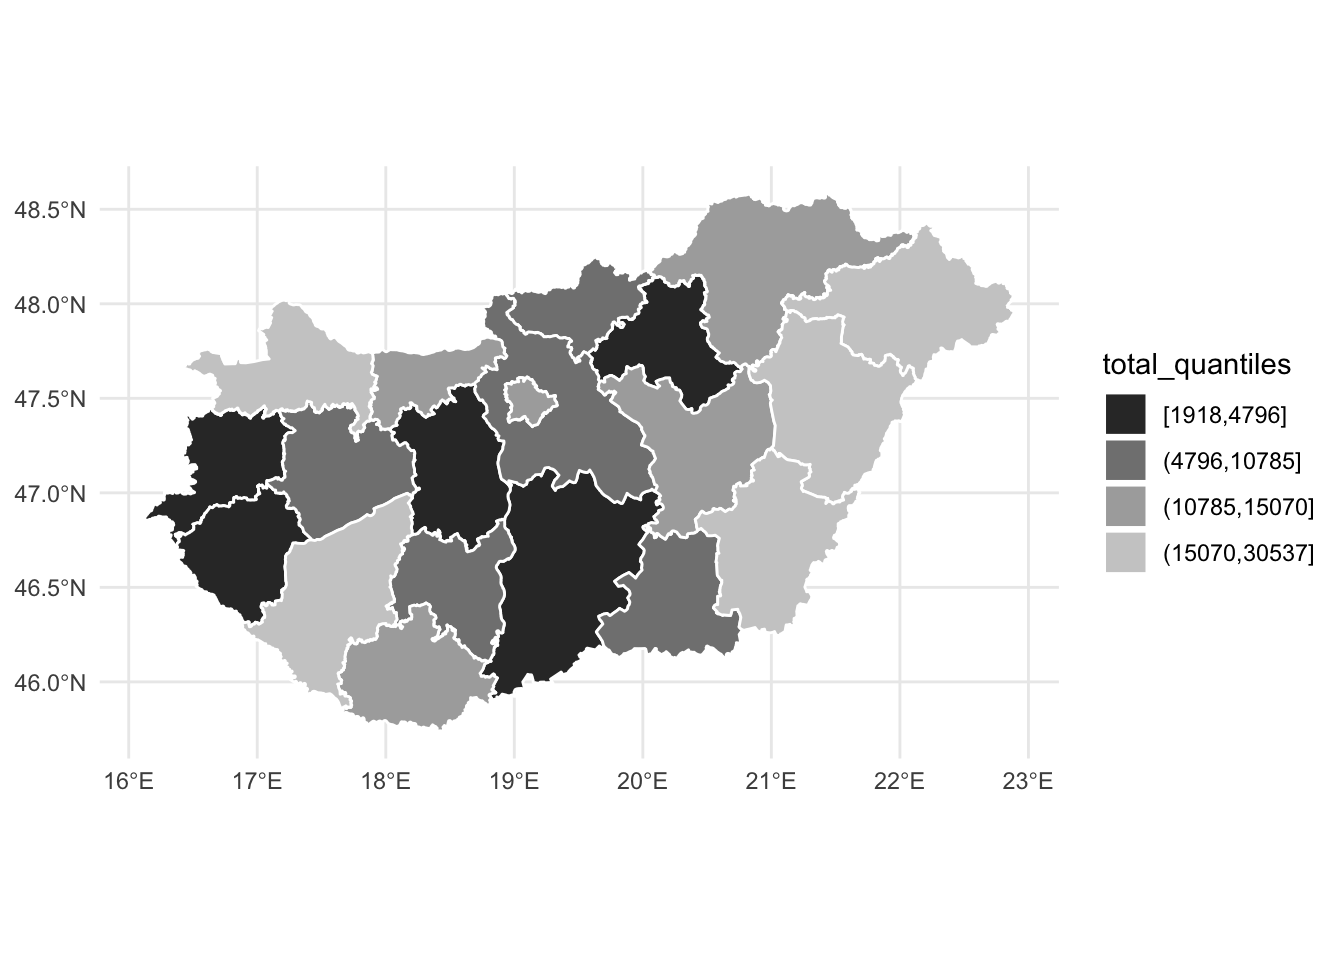 48.5°N
48.0°N
47.5°N
47.0°N
46.5°N
46.0°N
16°E 17°E 18°E 19°E 20°E 21°E 22°E 23°E
total_quantiles
[1918,4796]
(4796,10785]
(10785,15070]
(15070,30537]